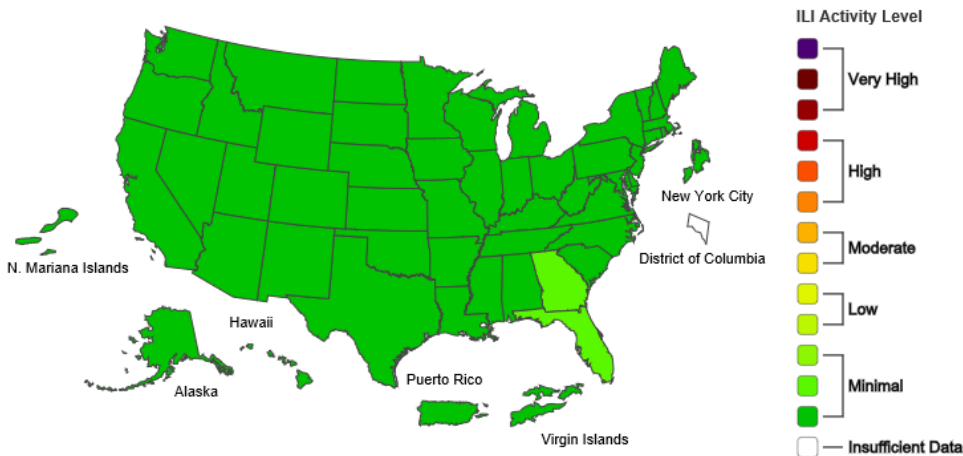 ILI Activity Level
Very High
High
Moderate
Low
Minimal
Insufficient Data
New York City
District of Columbia
N. Mariana Islands
Hawaii
Alaska
Puerto Rico
Virgin Islands